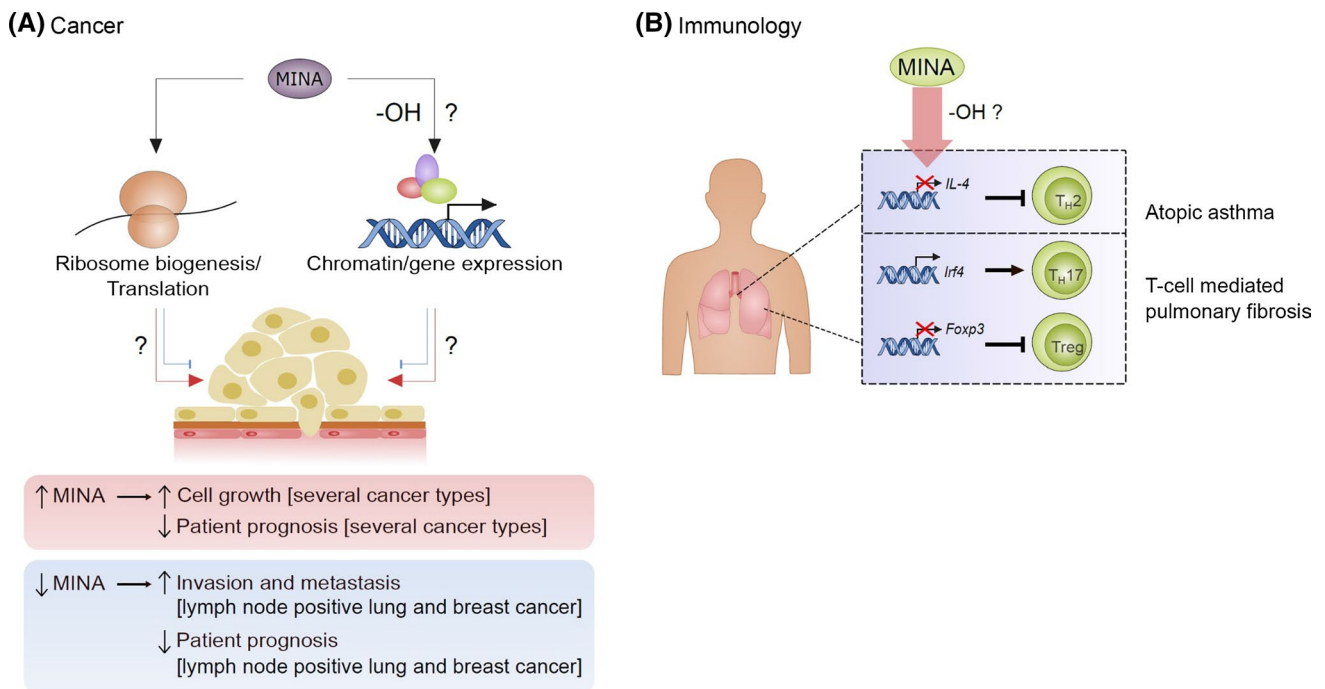 (A) Cancer
MINA
-OH ?
Ribosome biogenesis/
Translation
Chromatin/gene expression
?
?
↑ MINA → ↑ Cell growth [several cancer types]
↓ Patient prognosis [several cancer types]
↓ MINA → ↑ Invasion and metastasis
[lymph node positive lung and breast cancer]
↓ Patient prognosis
[lymph node positive lung and breast cancer]
(B) Immunology
MINA
-OH ?
IL-4
TH2
Atopic asthma
Irf4
TH17
T-cell mediated
pulmonary fibrosis
Foxp3
Treg